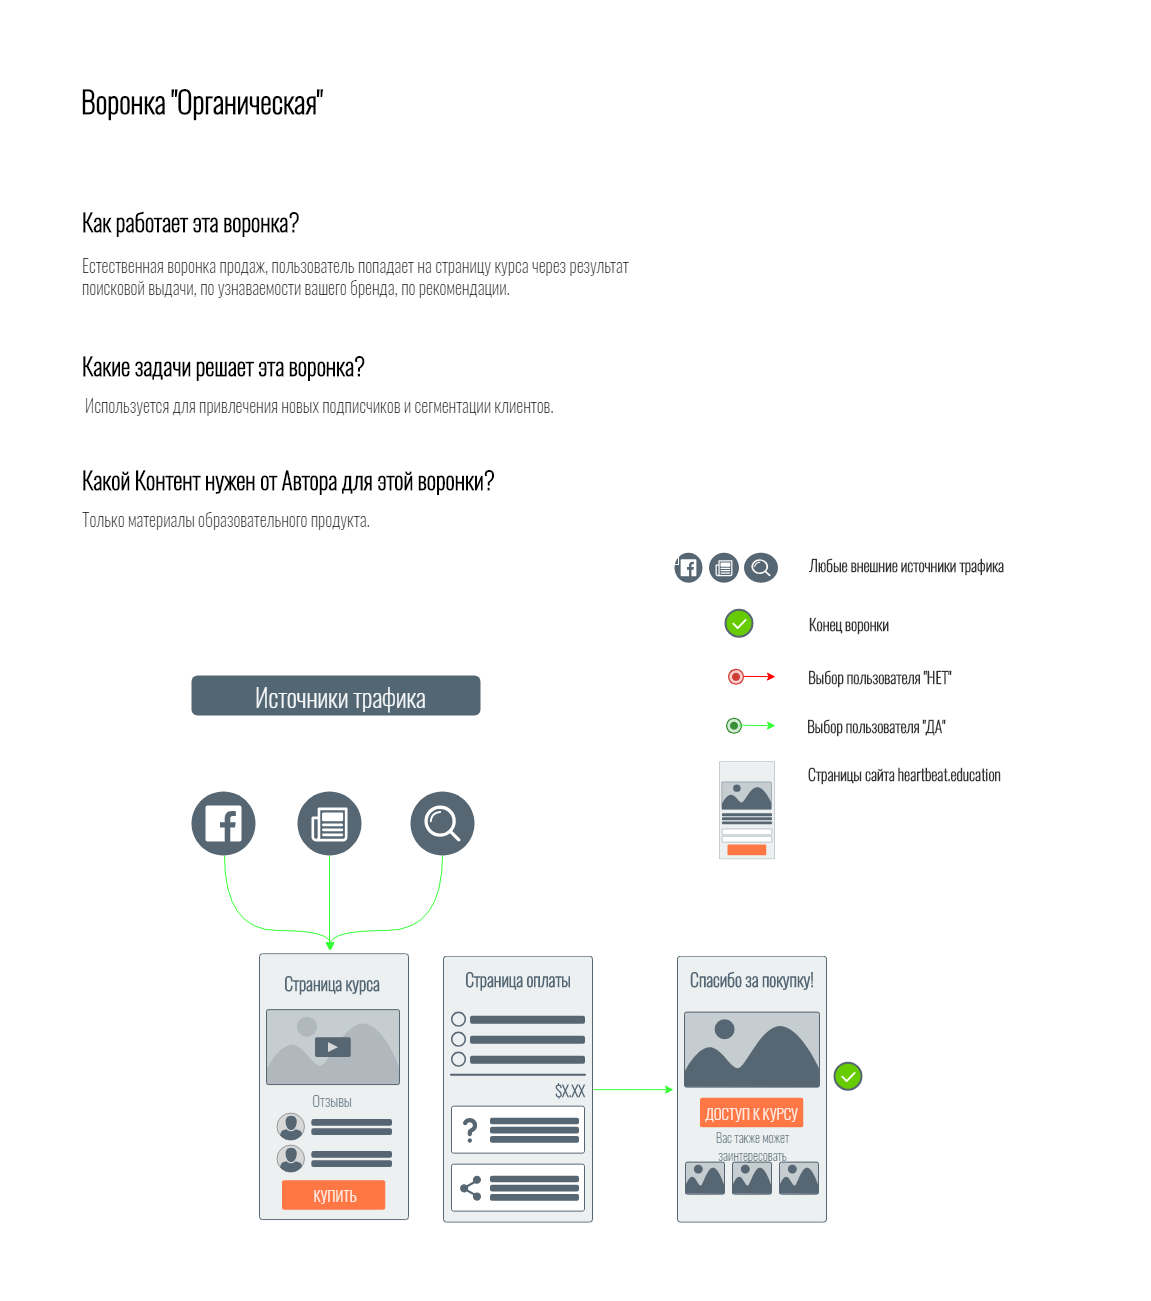 Воронка "Органическая"
Как работает эта воронка?
Естественная воронка продаж, пользователь попадает на страницу курса через результат
поисковой выдачи, по узнаваемости вашего бренда, по рекомендации.
Какие задачи решает эта воронка?
Используется для привлечения новых подписчиков и сегментации клиентов.
Какой Контент нужен от Автора для этой воронки?
Только материалы образовательного продукта.
Любые внешние источники трафика
Конец воронки
Выбор пользователя "НЕТ"
Выбор пользователя "ДА"
Страницы сайта heartbeat.education
Источники трафика
Страница курса
Отзывы
КУПИТЬ
Страница оплаты
$X.XX
Спасибо за покупку!
ДОСТУП К КУРСУ
Вас также может
заинтересовать